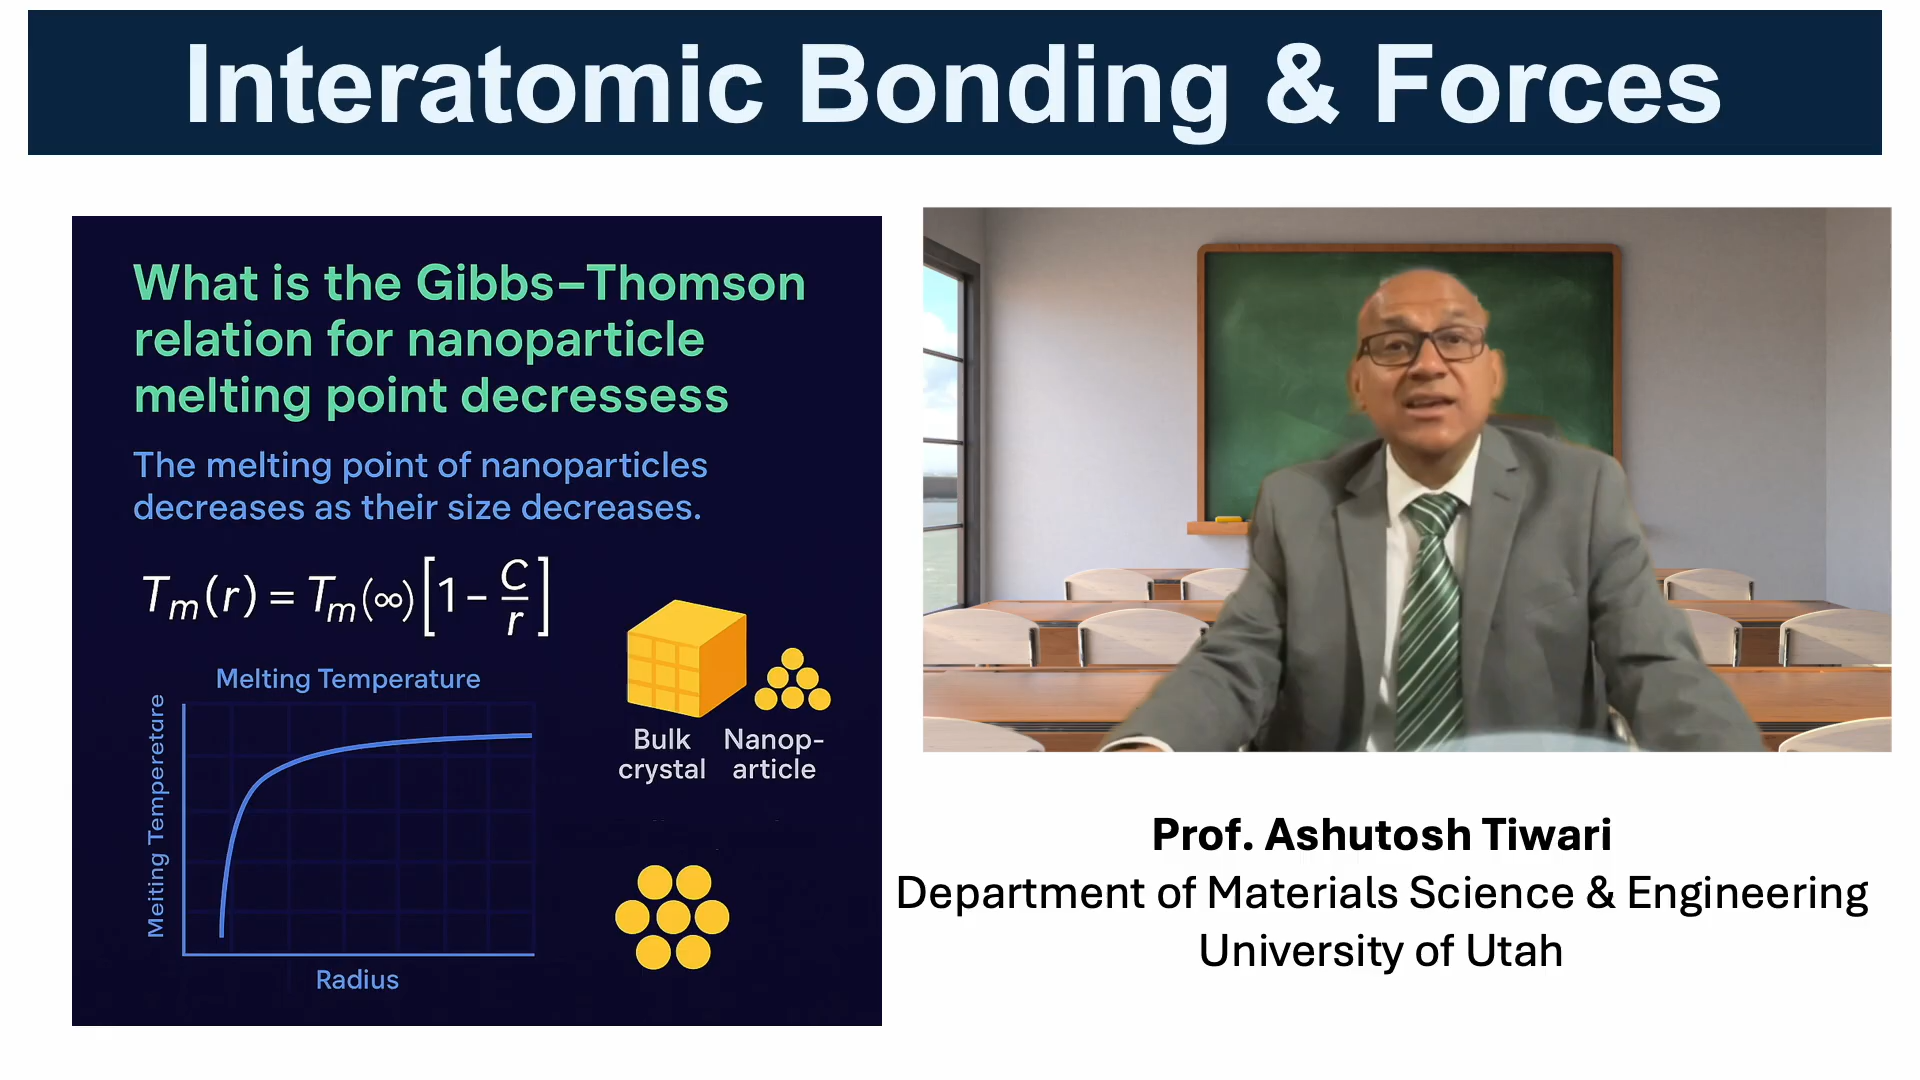 Interatomic Bonding & Forces
What is the Gibbs–Thomson
relation for nanoparticle
melting point decressess
The melting point of nanoparticles
decreases as their size decreases.
Tm(r) = Tm(∞)[1 − C/r]
Melting Temperature
Meiting Temperetare
Radius
Bulk
crystal
Nanop-
article
Prof. Ashutosh Tiwari
Department of Materials Science & Engineering
University of Utah